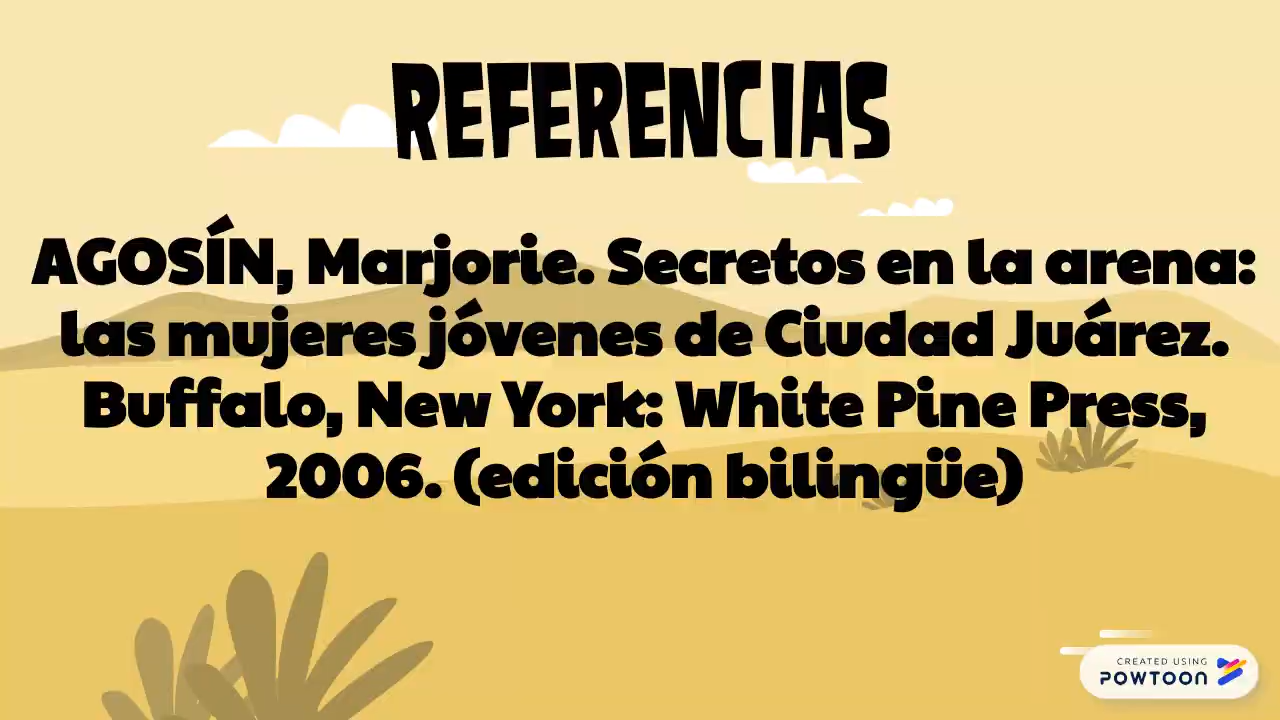 REFERENCIAS
AGOSÍN, Marjorie. Secretos en la arena:
las mujeres jóvenes de Ciudad Juárez.
Buffalo, New York: White Pine Press,
2006. (edición bilingüe)
CREATED USING
POWTOON